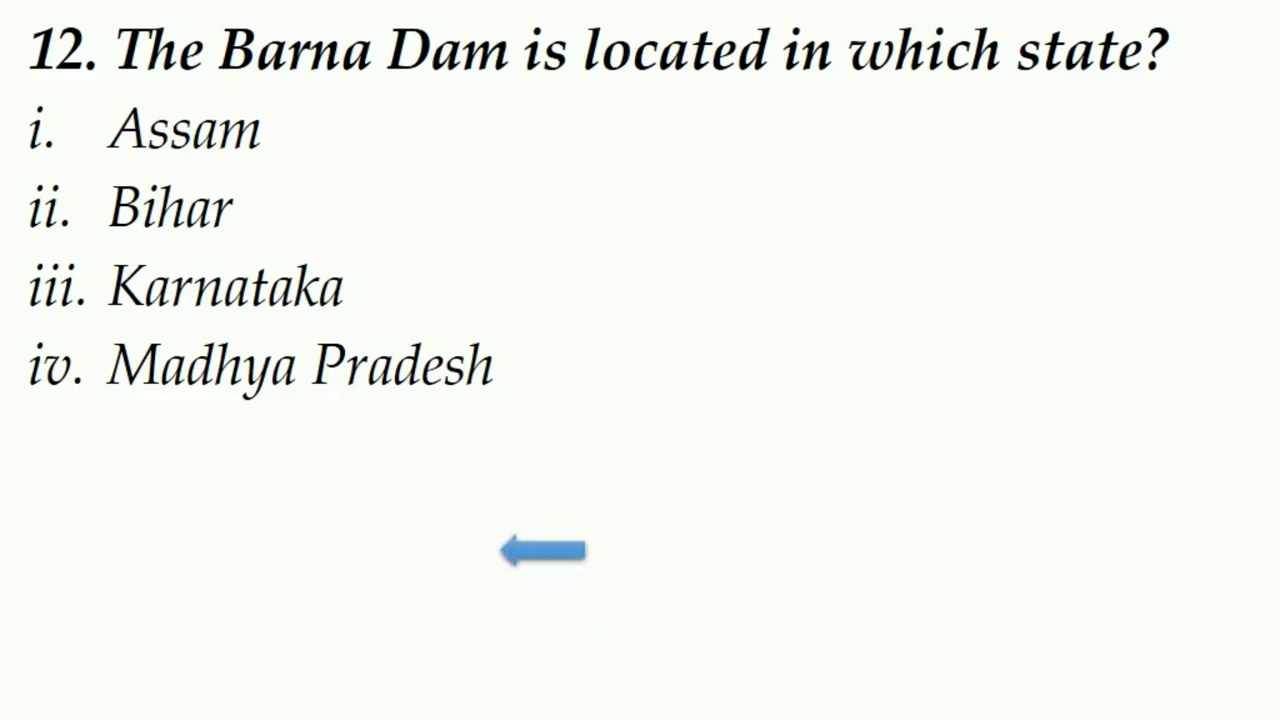 12. The Barna Dam is located in which state?
i. Assam
ii. Bihar
iii. Karnataka
iv. Madhya Pradesh